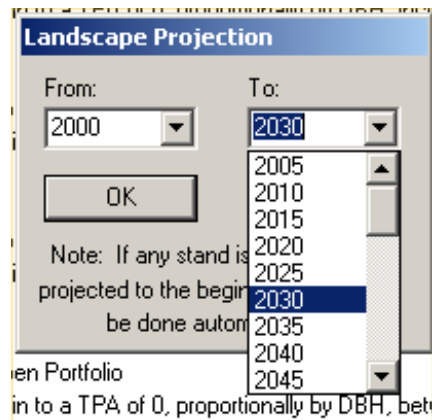 Landscape Projection
From: To:
2000 2030
2005
2010
OK
2015
2020
Note: If any stand is
2025
projected to the begin
2030
be done autom
2035
2040
2045
en Portfolio
in to a TPA of 0, proportionally by DBH, bet